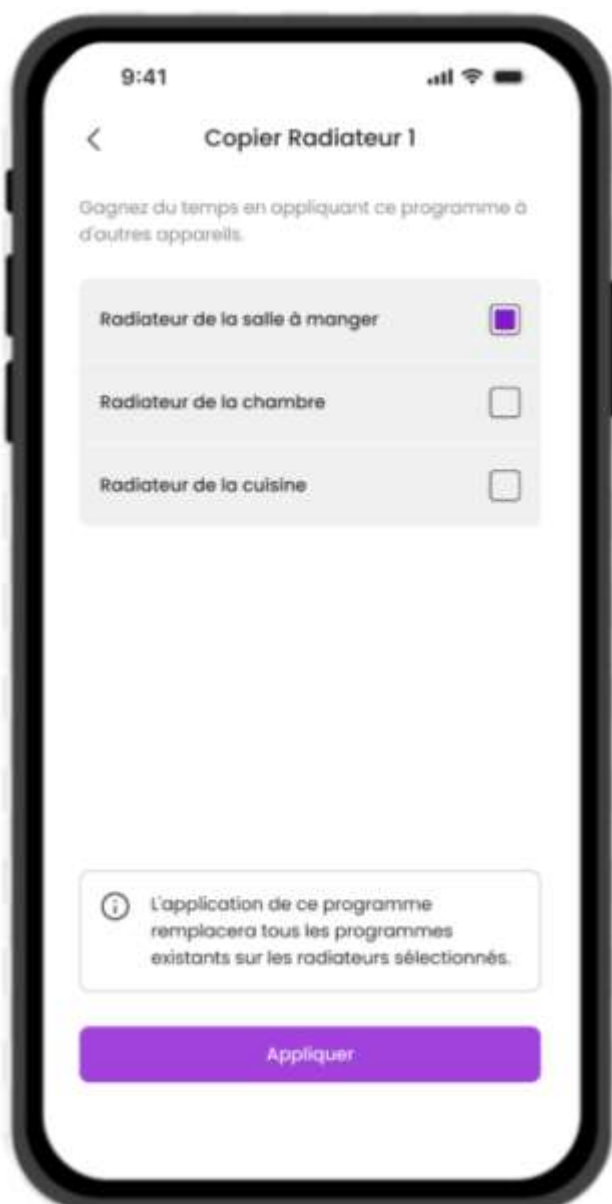 9:41
Copier Radiateur 1
Gagnez du temps en appliquant ce programme à
d'autres appareils.
Radiateur de la salle à manger
Radiateur de la chambre
Radiateur de la cuisine
L'application de ce programme
remplacera tous les programmes
existants sur les radiateurs sélectionnés.
Appliquer